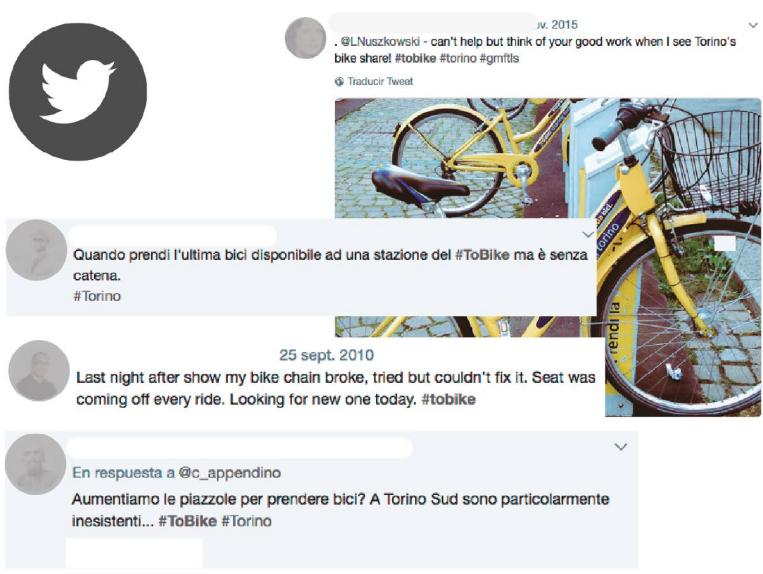 . @LNuszkowski - can't help but think of your good work when I see Torino's
bike share! #tobike #torino #gmftls
Traducir Tweet
Quando prendi l'ultima bici disponibile ad una stazione del #ToBike ma è senza
catena.
#Torino
25 sept. 2010
Last night after show my bike chain broke, tried but couldn't fix it. Seat was
coming off every ride. Looking for new one today. #tobike
En respuesta a @c_appendino
Aumentiamo le piazzole per prendere bici? A Torino Sud sono particolarmente
inesistenti... #ToBike #Torino